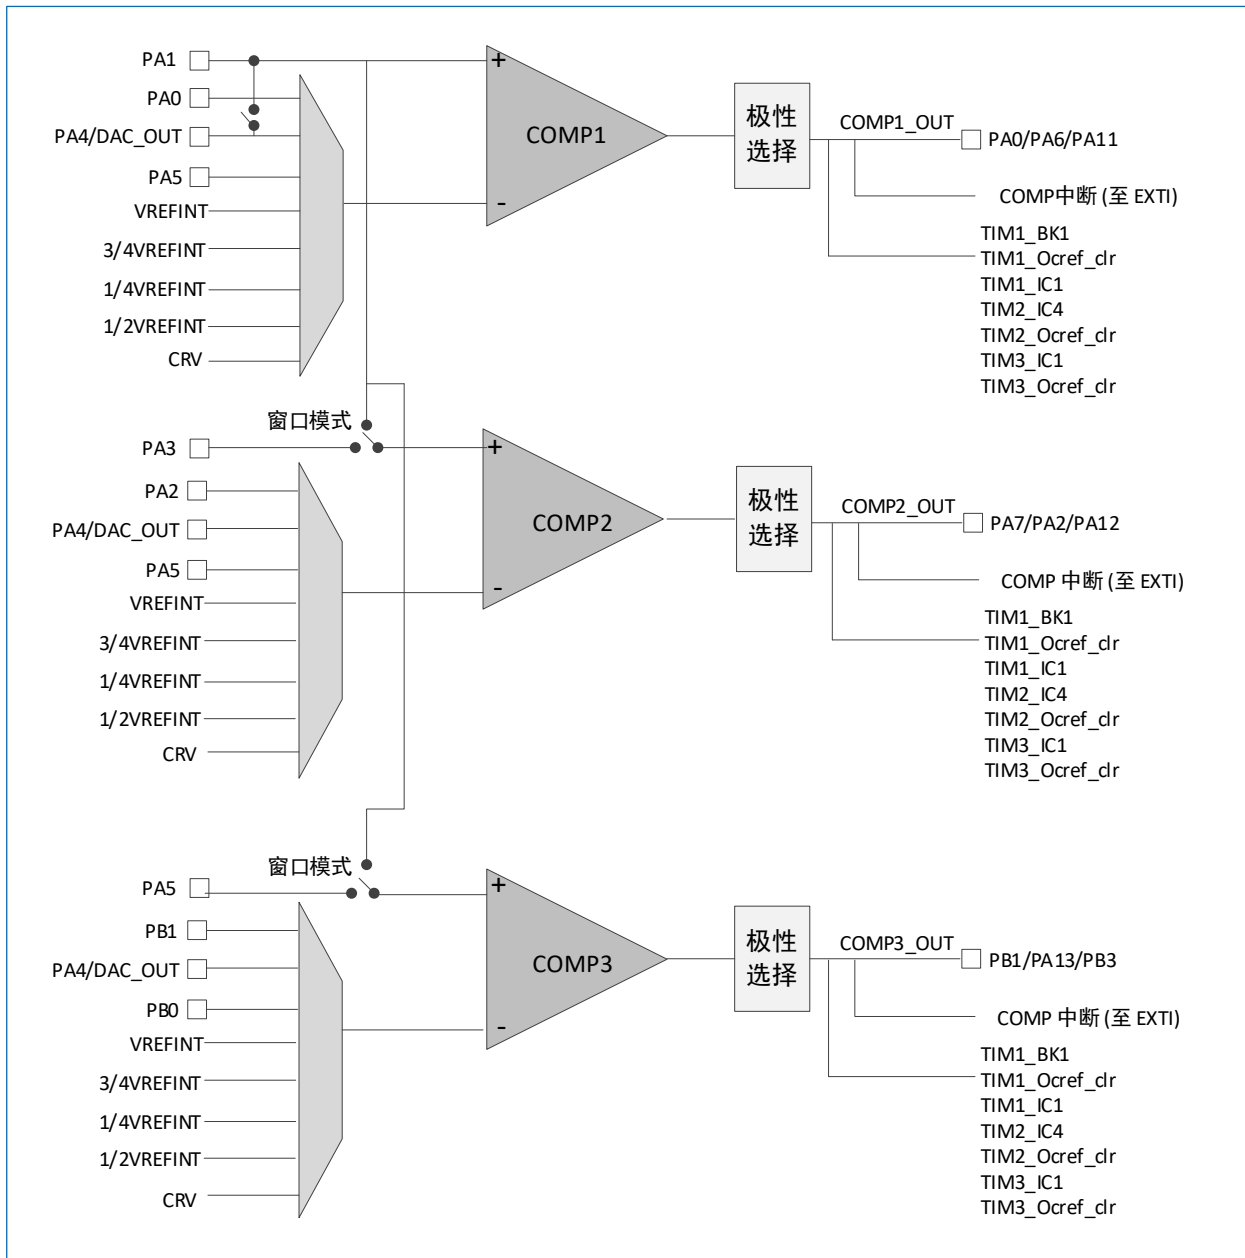 PA1
PA0
PA4/DAC_OUT
PA5
VREFINT
3/4VREFINT
1/4VREFINT
1/2VREFINT
CRV
+
-
COMP1
极性
选择
COMP1_OUT
PA0/PA6/PA11
COMP中断 (至 EXTI)
TIM1_BK1
TIM1_Ocref_clr
TIM1_IC1
TIM2_IC4
TIM2_Ocref_clr
TIM3_IC1
TIM3_Ocref_clr
窗口模式
PA3
PA2
PA4/DAC_OUT
PA5
VREFINT
3/4VREFINT
1/4VREFINT
1/2VREFINT
CRV
+
-
COMP2
极性
选择
COMP2_OUT
PA7/PA2/PA12
COMP 中断 (至 EXTI)
TIM1_BK1
TIM1_Ocref_clr
TIM1_IC1
TIM2_IC4
TIM2_Ocref_clr
TIM3_IC1
TIM3_Ocref_clr
窗口模式
PA5
PB1
PA4/DAC_OUT
PB0
VREFINT
3/4VREFINT
1/4VREFINT
1/2VREFINT
CRV
+
-
COMP3
极性
选择
COMP3_OUT
PB1/PA13/PB3
COMP 中断 (至 EXTI)
TIM1_BK1
TIM1_Ocref_clr
TIM1_IC1
TIM2_IC4
TIM2_Ocref_clr
TIM3_IC1
TIM3_Ocref_clr